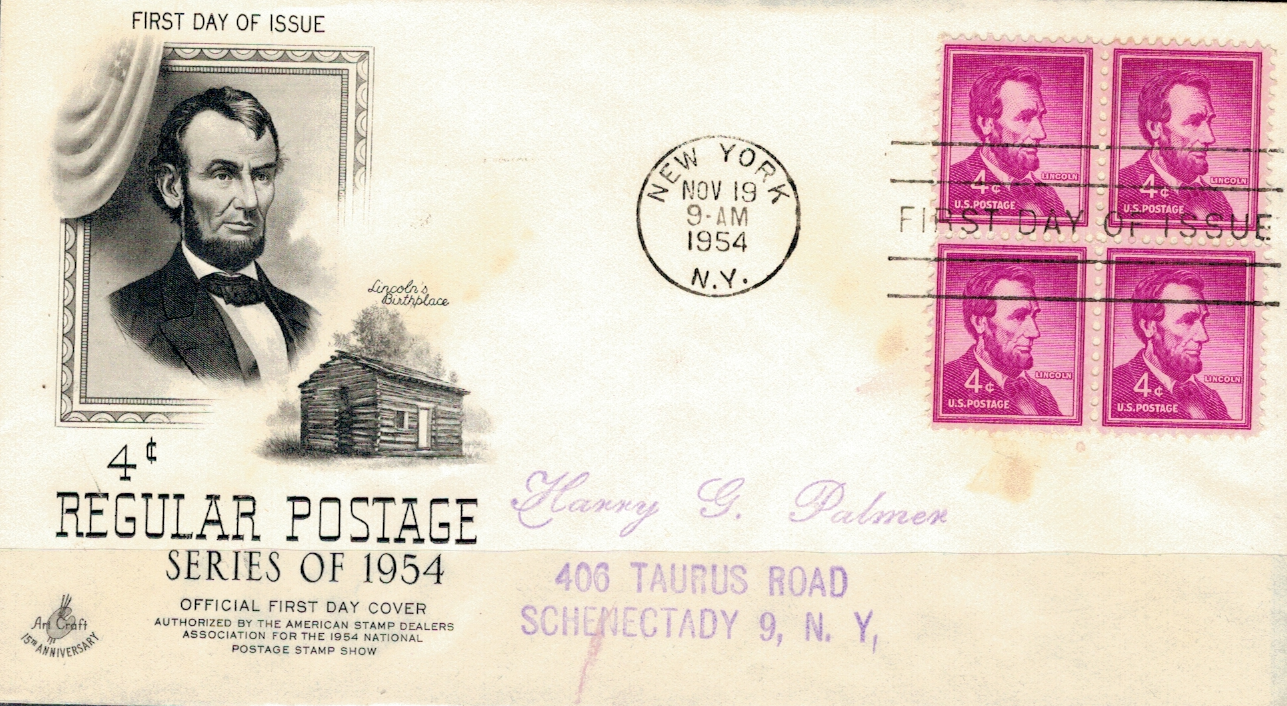 FIRST DAY OF ISSUE
Lincoln's
Birthplace
4¢
REGULAR POSTAGE
SERIES OF 1954
OFFICIAL FIRST DAY COVER
AUTHORIZED BY THE AMERICAN STAMP DEALERS
ASSOCIATION FOR THE 1954 NATIONAL
POSTAGE STAMP SHOW
Art Craft
15TH ANNIVERSARY
NEW YORK
NOV 19
9-AM
1954
N.Y.
LINCOLN
4¢
U.S.POSTAGE
LINCOLN
4¢
U.S.POSTAGE
FIRST DAY OF ISSUE
LINCOLN
4¢
U.S.POSTAGE
LINCOLN
4¢
U.S.POSTAGE
Harry G. Palmer
406 TAURUS ROAD
SCHENECTADY 9, N. Y,